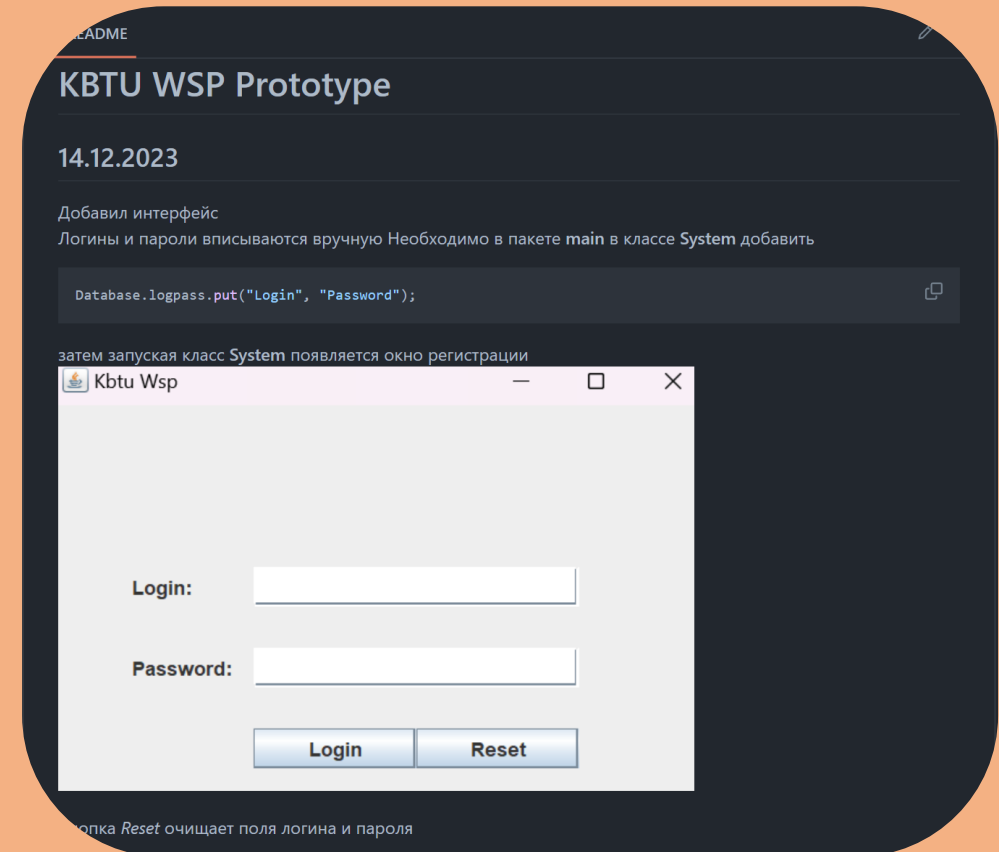 README
KBTU WSP Prototype
14.12.2023
Добавил интерфейс
Логины и пароли вписываются вручную Необходимо в пакете main в классе System добавить
Database.logpass.put("Login", "Password");
затем запуская класс System появляется окно регистрации
Kbtu Wsp
Login:
Password:
Login Reset
Кнопка Reset очищает поля логина и пароля